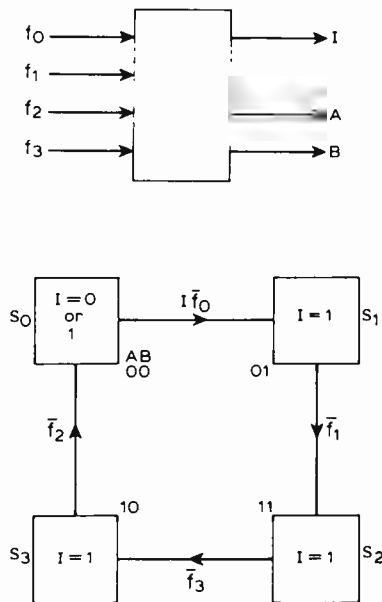 f0 I
f1
f2 A
f3 B
I = 0
or
1
S0
AB
00
I f̄0
I = 1
S1
01
f̄2
f̄1
10
11
S3
I = 1
f̄3
I = 1
S2